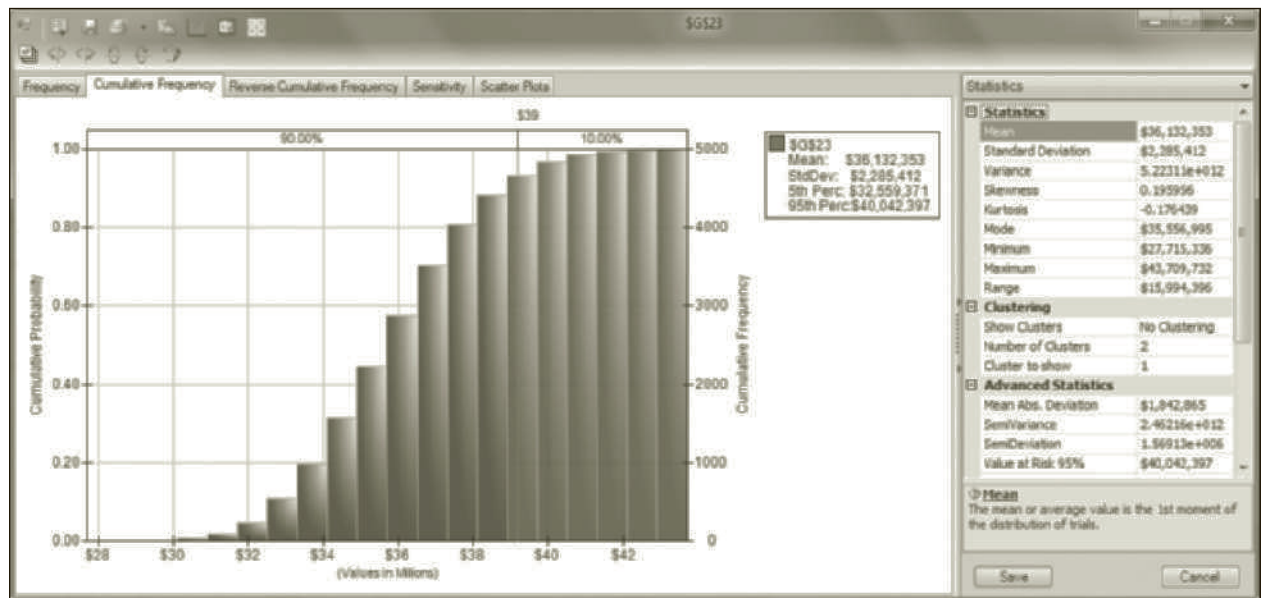 $G$23
Frequency Cumulative Frequency Reverse Cumulative Frequency Sensitivity Scatter Plots
$39
90.00% 10.00%
1.00
0.80
0.60
0.40
0.20
0.00
Cumulative Probability
$28 $30 $32 $34 $36 $38 $40 $42
(Values in Millions)
5000
4000
3000
2000
1000
0
Cumulative Frequency
$G$23
Mean: $36,132,353
StdDev: $2,285,412
5th Perc: $32,559,371
95th Perc:$40,042,397
Statistics
Statistics
Mean $36,132,353
Standard Deviation $2,285,412
Variance 5.22311e+012
Skewness 0.195956
Kurtosis -0.176439
Mode $35,556,995
Minimum $27,715,336
Maximum $43,709,732
Range $15,994,396
Clustering
Show Clusters No Clustering
Number of Clusters 2
Cluster to show 1
Advanced Statistics
Mean Abs. Deviation $1,842,865
SemiVariance 2.46216e+012
SemiDeviation 1.56913e+006
Value at Risk 95% $40,042,397
Mean
The mean or average value is the 1st moment of
the distribution of trials.
Save Cancel